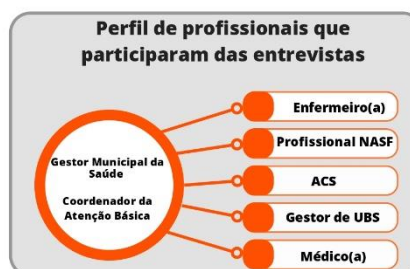 Perfil de profissionais que
participaram das entrevistas
Gestor Municipal da
Saúde
Coordenador da
Atenção Básica
Enfermeiro(a)
Profissional NASF
ACS
Gestor de UBS
Médico(a)